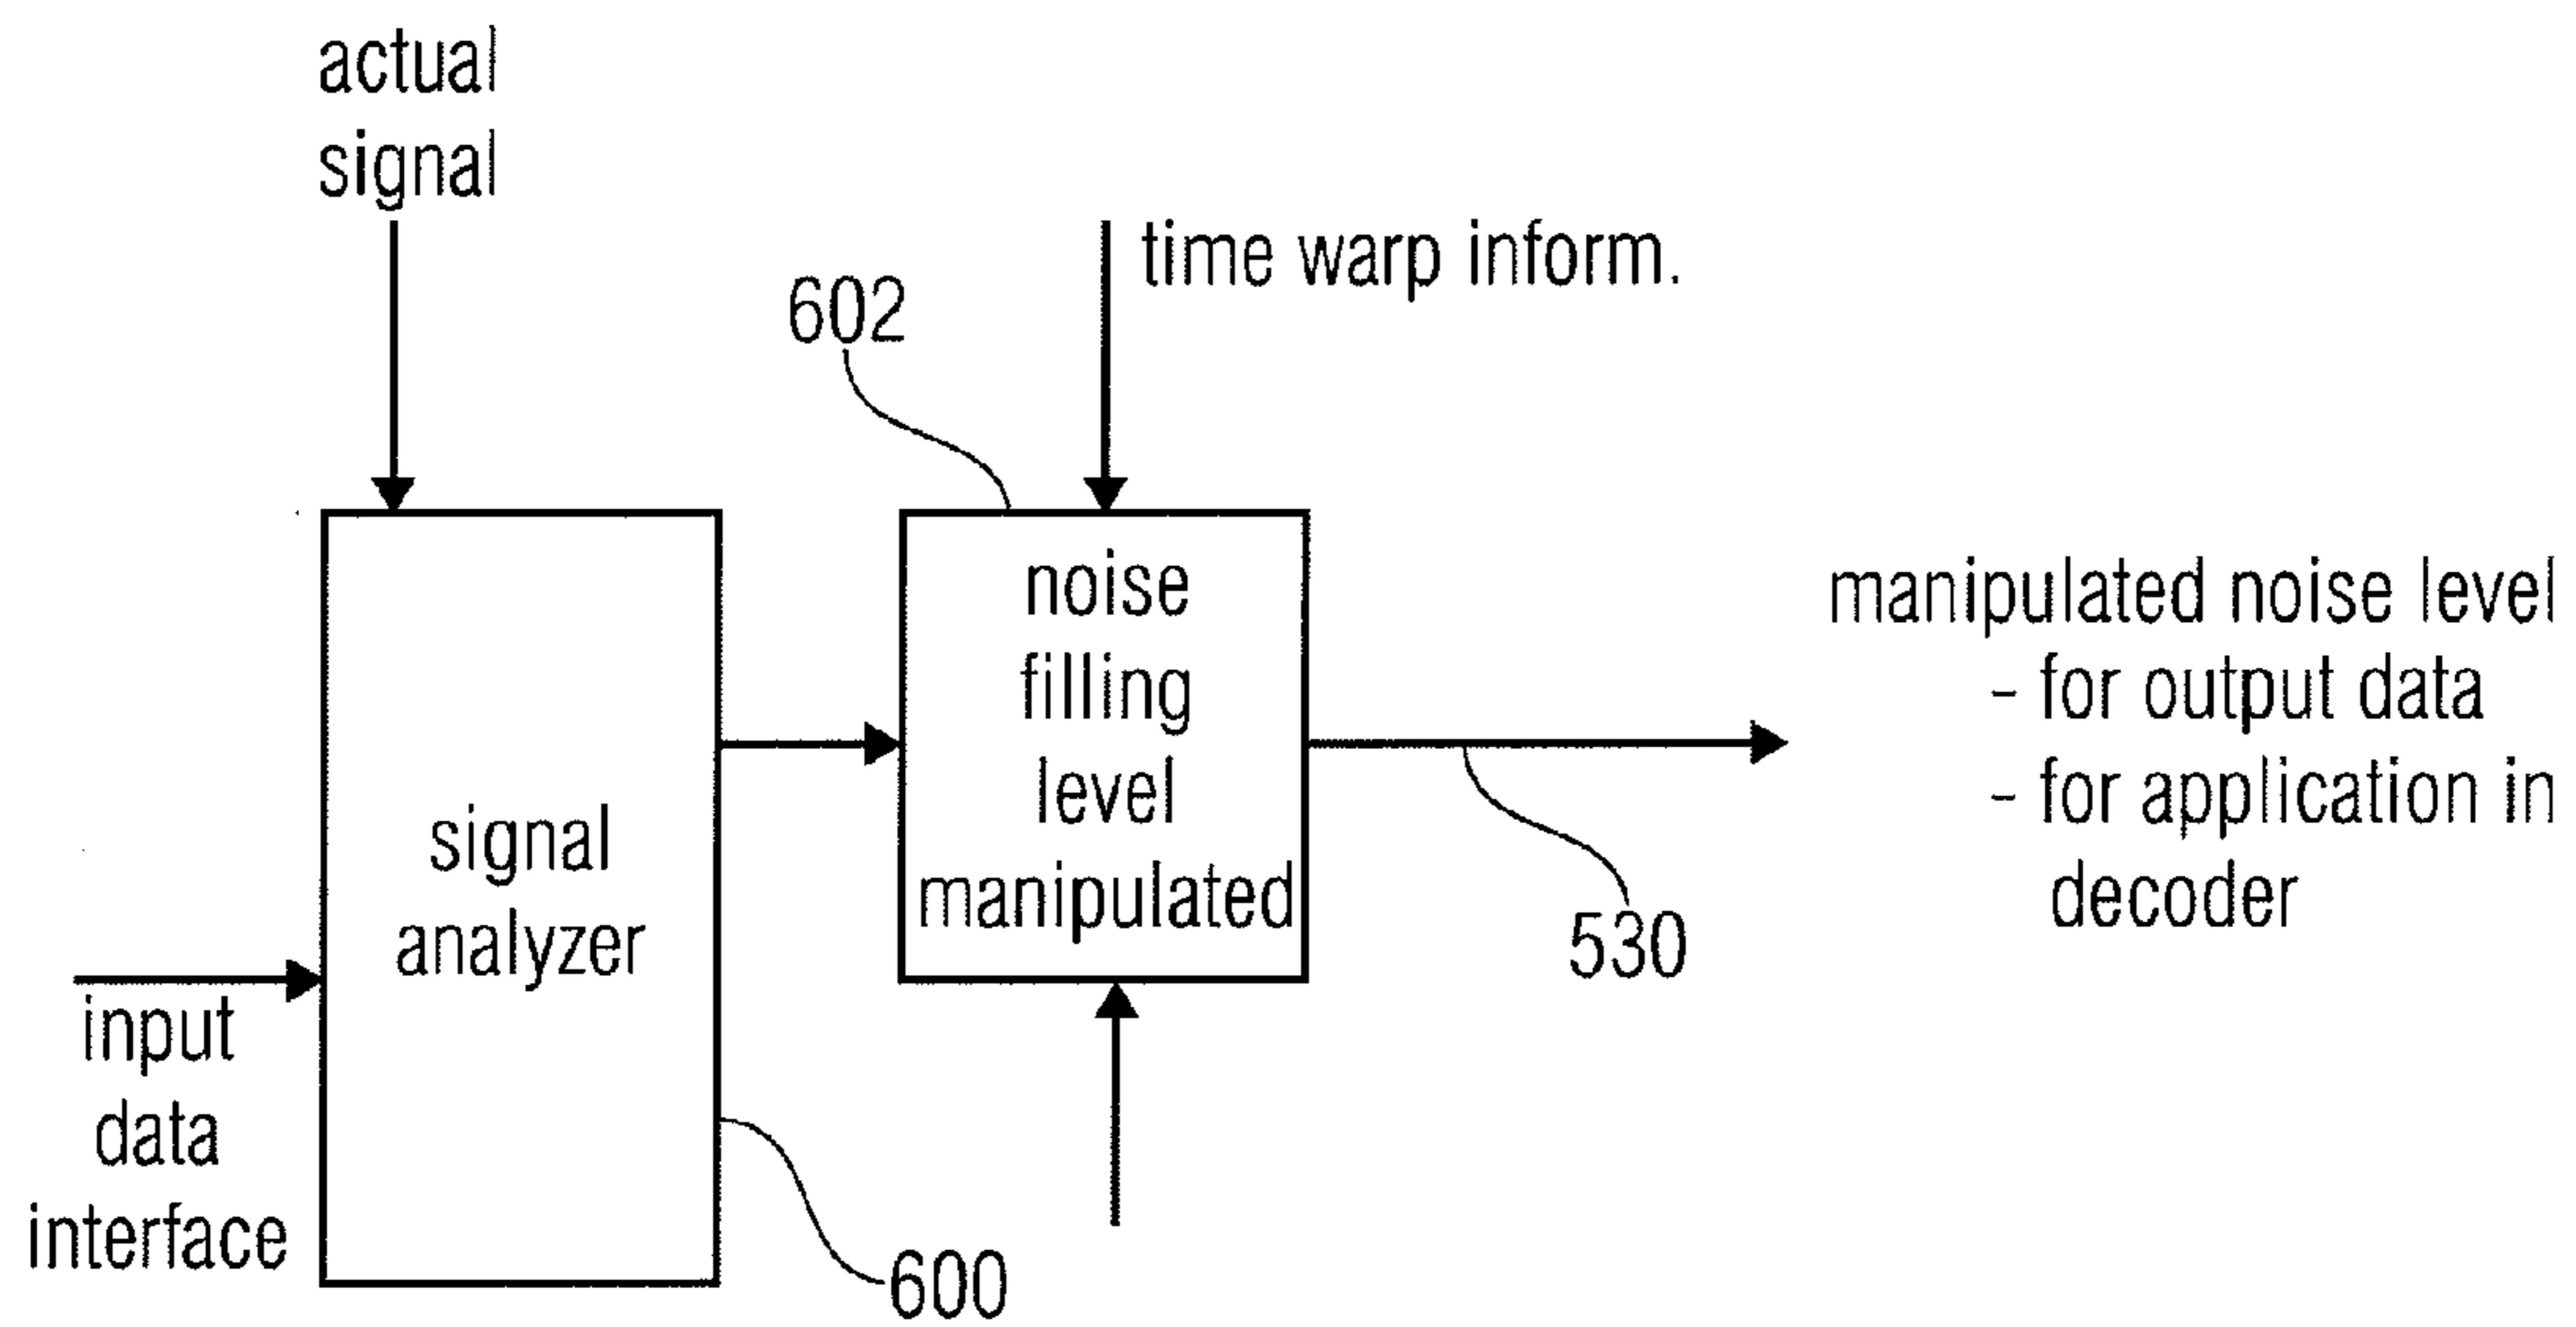 actual
signal
time warp inform.
602
noise
filling
level
manipulated
manipulated noise level
- for output data
- for application in
decoder
signal
analyzer
530
input
data
interface
600